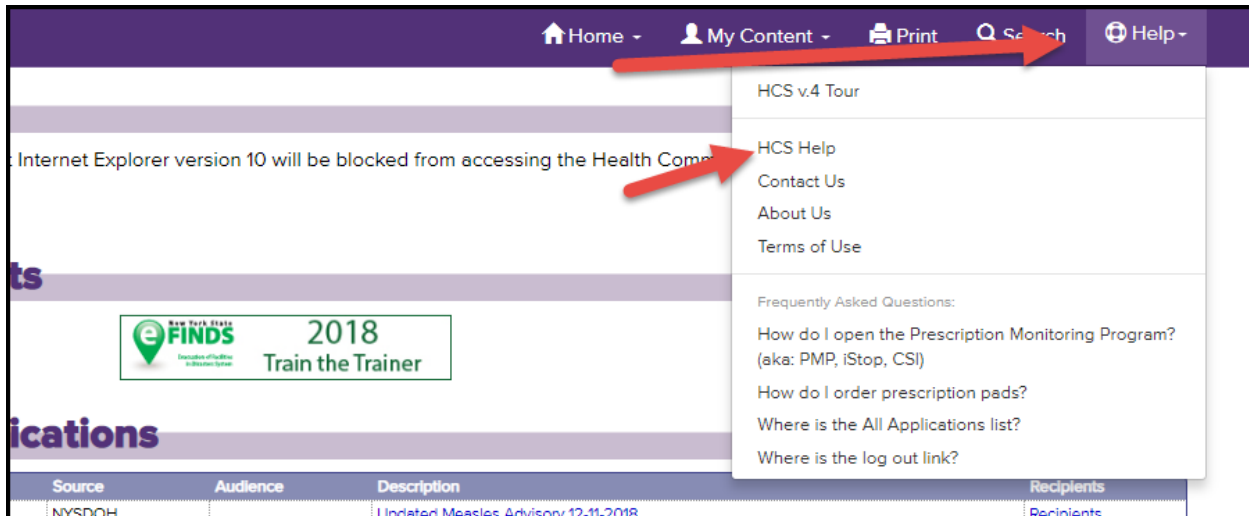 Home
My Content
Print
Search
Help
HCS v.4 Tour
: Internet Explorer version 10 will be blocked from accessing the Health Comm
HCS Help
Contact Us
About Us
Terms of Use
ts
New York State
eFINDS
2018
Train the Trainer
Frequently Asked Questions:
How do I open the Prescription Monitoring Program?
(aka: PMP, iStop, CSI)
How do I order prescription pads?
Where is the All Applications list?
Where is the log out link?
ications
Source Audience Description Recipients
NYSDOH Updated Measles Advisory 12-11-2018 Recipients